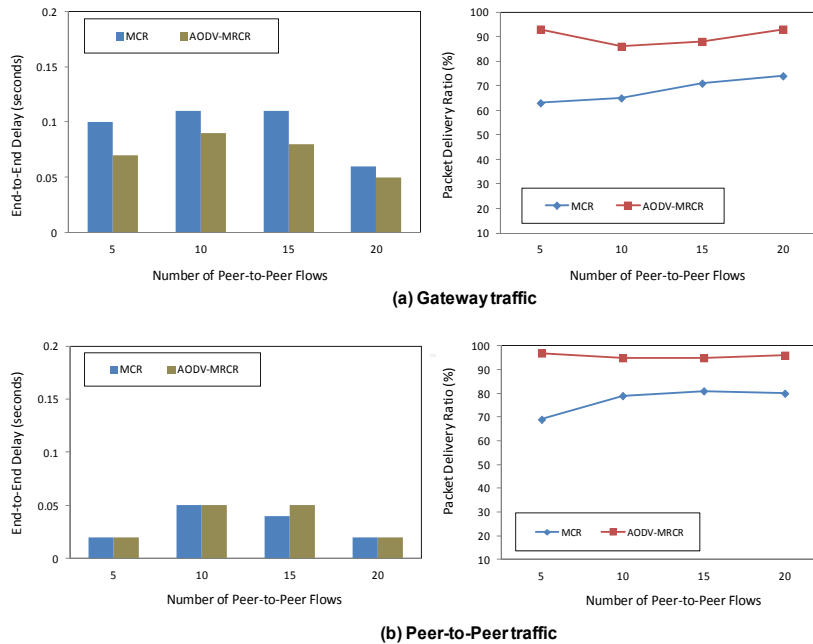 0.2
0.15
0.1
0.05
0
End-to-End Delay (seconds)
MCR AODV-MRCR
5 10 15 20
Number of Peer-to-Peer Flows
100
90
80
70
60
50
40
30
20
10
Packet Delivery Ratio (%)
MCR AODV-MRCR
5 10 15 20
Number of Peer-to-Peer Flows
(a) Gateway traffic
0.2
0.15
0.1
0.05
0
End-to-End Delay (seconds)
MCR AODV-MRCR
5 10 15 20
Number of Peer-to-Peer Flows
100
90
80
70
60
50
40
30
20
10
Packet Delivery Ratio (%)
MCR AODV-MRCR
5 10 15 20
Number of Peer-to-Peer Flows
(b) Peer-to-Peer traffic